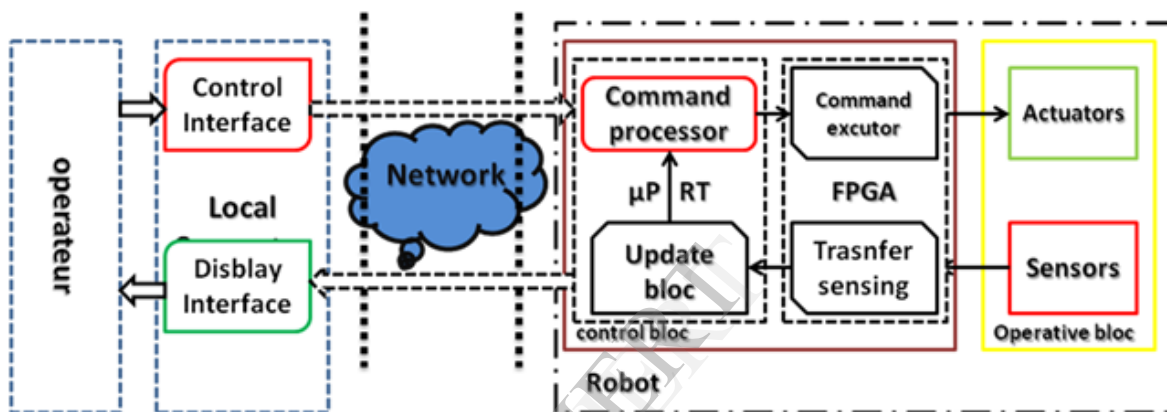 operateur
Control
Interface
Local
Disblay
Interface
Network
Command
processor
µP RT
Update
bloc
control bloc
Command
excutor
FPGA
Trasnfer
sensing
Actuators
Sensors
Operative bloc
Robot